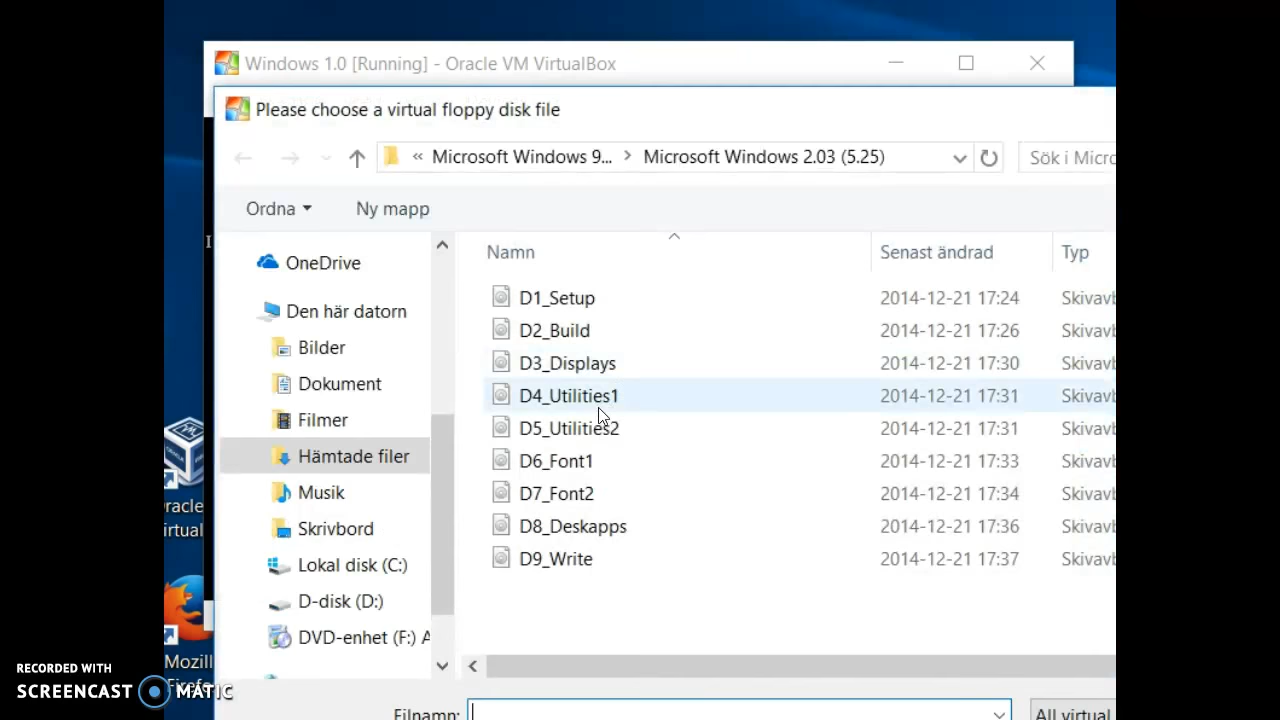 Windows 1.0 [Running] - Oracle VM VirtualBox
Please choose a virtual floppy disk file
« Microsoft Windows 9... > Microsoft Windows 2.03 (5.25)
Sök i Micro
Ordna
Ny mapp
Namn
Senast ändrad
Typ
OneDrive
Den här datorn
Bilder
Dokument
Filmer
Hämtade filer
Musik
Skrivbord
Lokal disk (C:)
D-disk (D:)
DVD-enhet (F:) A
D1_Setup 2014-12-21 17:24 Skivavb
D2_Build 2014-12-21 17:26 Skivavb
D3_Displays 2014-12-21 17:30 Skivavb
D4_Utilities1 2014-12-21 17:31 Skivavb
D5_Utilities2 2014-12-21 17:31 Skivavb
D6_Font1 2014-12-21 17:33 Skivavb
D7_Font2 2014-12-21 17:34 Skivavb
D8_Deskapps 2014-12-21 17:36 Skivavb
D9_Write 2014-12-21 17:37 Skivavb
Filnamn:
All virtual
Oracle
Mozill
RECORDED WITH
SCREENCAST MATIC